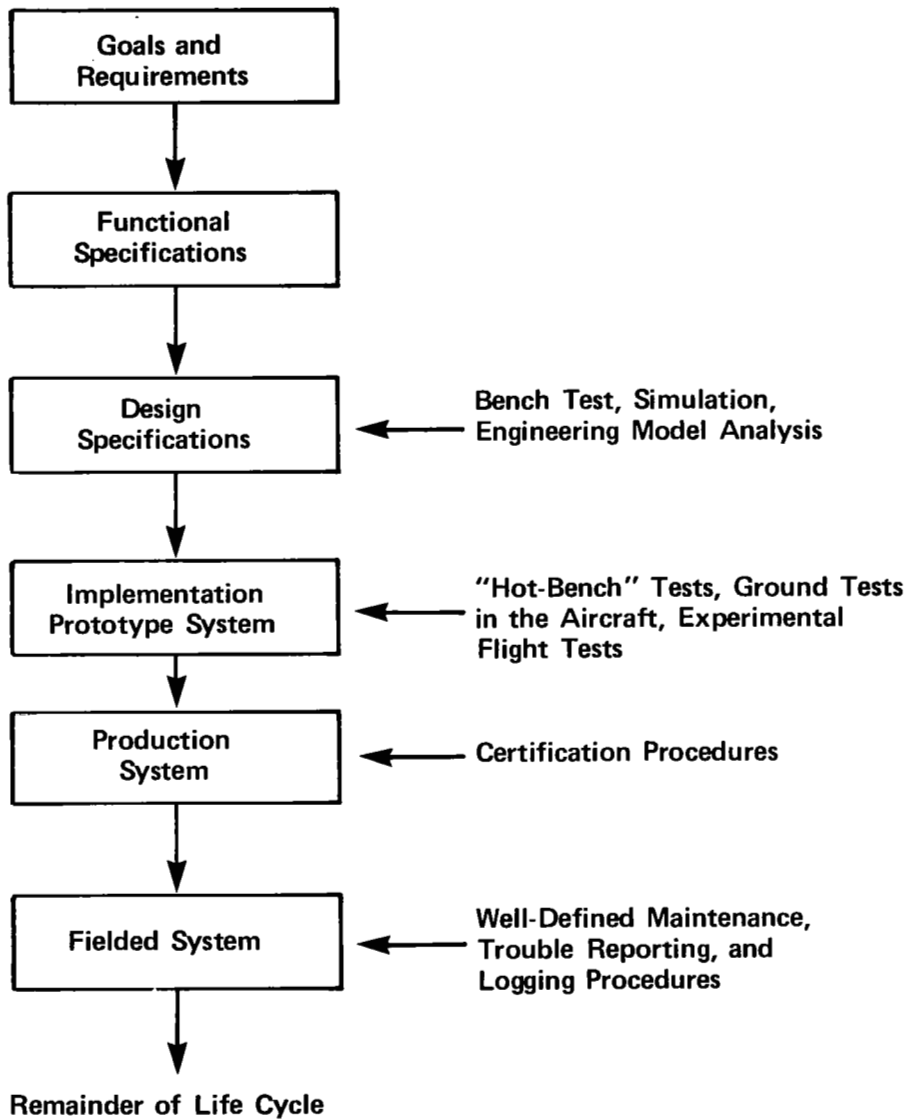 Goals and
Requirements
Functional
Specifications
Design
Specifications
Bench Test, Simulation,
Engineering Model Analysis
Implementation
Prototype System
"Hot-Bench" Tests, Ground Tests
in the Aircraft, Experimental
Flight Tests
Production
System
Certification Procedures
Fielded System
Well-Defined Maintenance,
Trouble Reporting, and
Logging Procedures
Remainder of Life Cycle